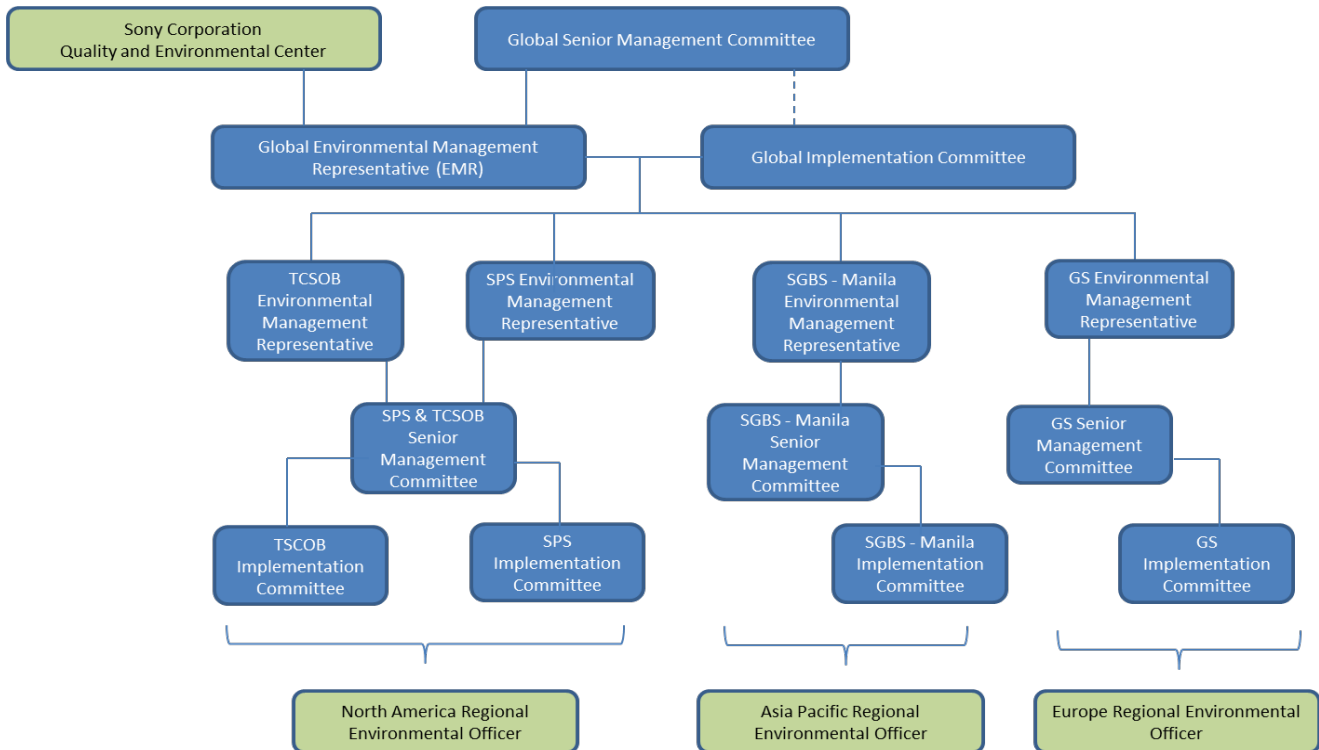 Sony Corporation
Quality and Environmental Center
Global Senior Management Committee
Global Environmental Management
Representative (EMR)
Global Implementation Committee
TCSOB
Environmental
Management
Representative
SPS Environmental
Management
Representative
SGBS - Manila
Environmental
Management
Representative
GS Environmental
Management
Representative
SPS & TCSOB
Senior
Management
Committee
SGBS - Manila
Senior
Management
Committee
GS Senior
Management
Committee
TSCOB
Implementation
Committee
SPS
Implementation
Committee
SGBS - Manila
Implementation
Committee
GS
Implementation
Committee
North America Regional
Environmental Officer
Asia Pacific Regional
Environmental Officer
Europe Regional Environmental
Officer